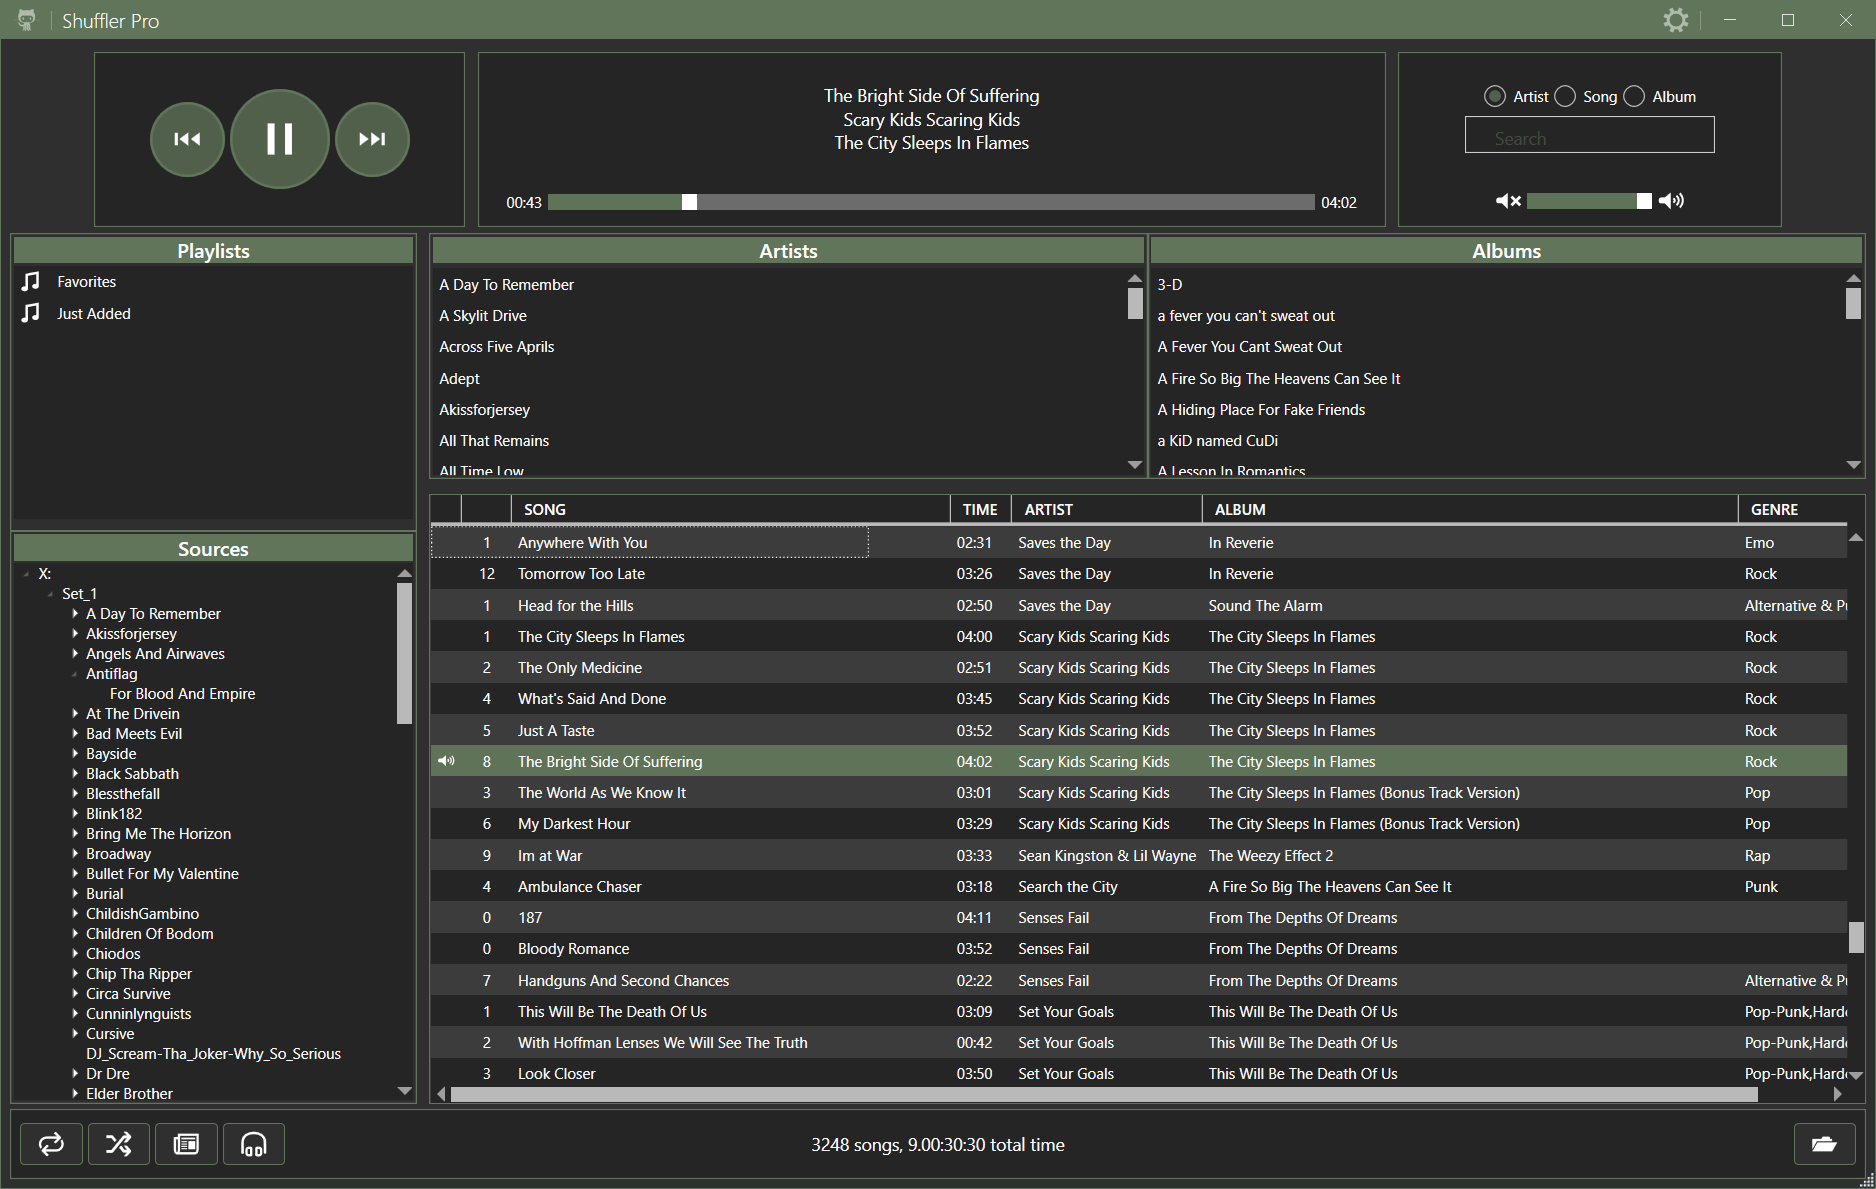 Shuffler Pro
The Bright Side Of Suffering
Scary Kids Scaring Kids
The City Sleeps In Flames
00:43 04:02
Artist Song Album
Search
Playlists
Favorites
Just Added
Artists
A Day To Remember
A Skylit Drive
Across Five Aprils
Adept
Akissforjersey
All That Remains
All Time Low
Albums
3-D
a fever you can't sweat out
A Fever You Cant Sweat Out
A Fire So Big The Heavens Can See It
A Hiding Place For Fake Friends
a KiD named CuDi
A Lesson In Romantics
Sources
X:
Set_1
A Day To Remember
Akissforjersey
Angels And Airwaves
Antiflag
For Blood And Empire
At The Drivein
Bad Meets Evil
Bayside
Black Sabbath
Blessthefall
Blink182
Bring Me The Horizon
Broadway
Bullet For My Valentine
Burial
ChildishGambino
Children Of Bodom
Chiodos
Chip Tha Ripper
Circa Survive
Cunninlynguists
Cursive
DJ_Scream-Tha_Joker-Why_So_Serious
Dr Dre
Elder Brother
SONG TIME ARTIST ALBUM GENRE
1 Anywhere With You 02:31 Saves the Day In Reverie Emo
12 Tomorrow Too Late 03:26 Saves the Day In Reverie Rock
1 Head for the Hills 02:50 Saves the Day Sound The Alarm Alternative & Pu
1 The City Sleeps In Flames 04:00 Scary Kids Scaring Kids The City Sleeps In Flames Rock
2 The Only Medicine 02:51 Scary Kids Scaring Kids The City Sleeps In Flames Rock
4 What's Said And Done 03:45 Scary Kids Scaring Kids The City Sleeps In Flames Rock
5 Just A Taste 03:52 Scary Kids Scaring Kids The City Sleeps In Flames Rock
8 The Bright Side Of Suffering 04:02 Scary Kids Scaring Kids The City Sleeps In Flames Rock
3 The World As We Know It 03:01 Scary Kids Scaring Kids The City Sleeps In Flames (Bonus Track Version) Pop
6 My Darkest Hour 03:29 Scary Kids Scaring Kids The City Sleeps In Flames (Bonus Track Version) Pop
9 Im at War 03:33 Sean Kingston & Lil Wayne The Weezy Effect 2 Rap
4 Ambulance Chaser 03:18 Search the City A Fire So Big The Heavens Can See It Punk
0 187 04:11 Senses Fail From The Depths Of Dreams
0 Bloody Romance 03:52 Senses Fail From The Depths Of Dreams
7 Handguns And Second Chances 02:22 Senses Fail From The Depths Of Dreams Alternative & Pu
1 This Will Be The Death Of Us 03:09 Set Your Goals This Will Be The Death Of Us Pop-Punk,Hardc
2 With Hoffman Lenses We Will See The Truth 00:42 Set Your Goals This Will Be The Death Of Us Pop-Punk,Hardc
3 Look Closer 03:50 Set Your Goals This Will Be The Death Of Us Pop-Punk,Hardc
3248 songs, 9.00:30:30 total time